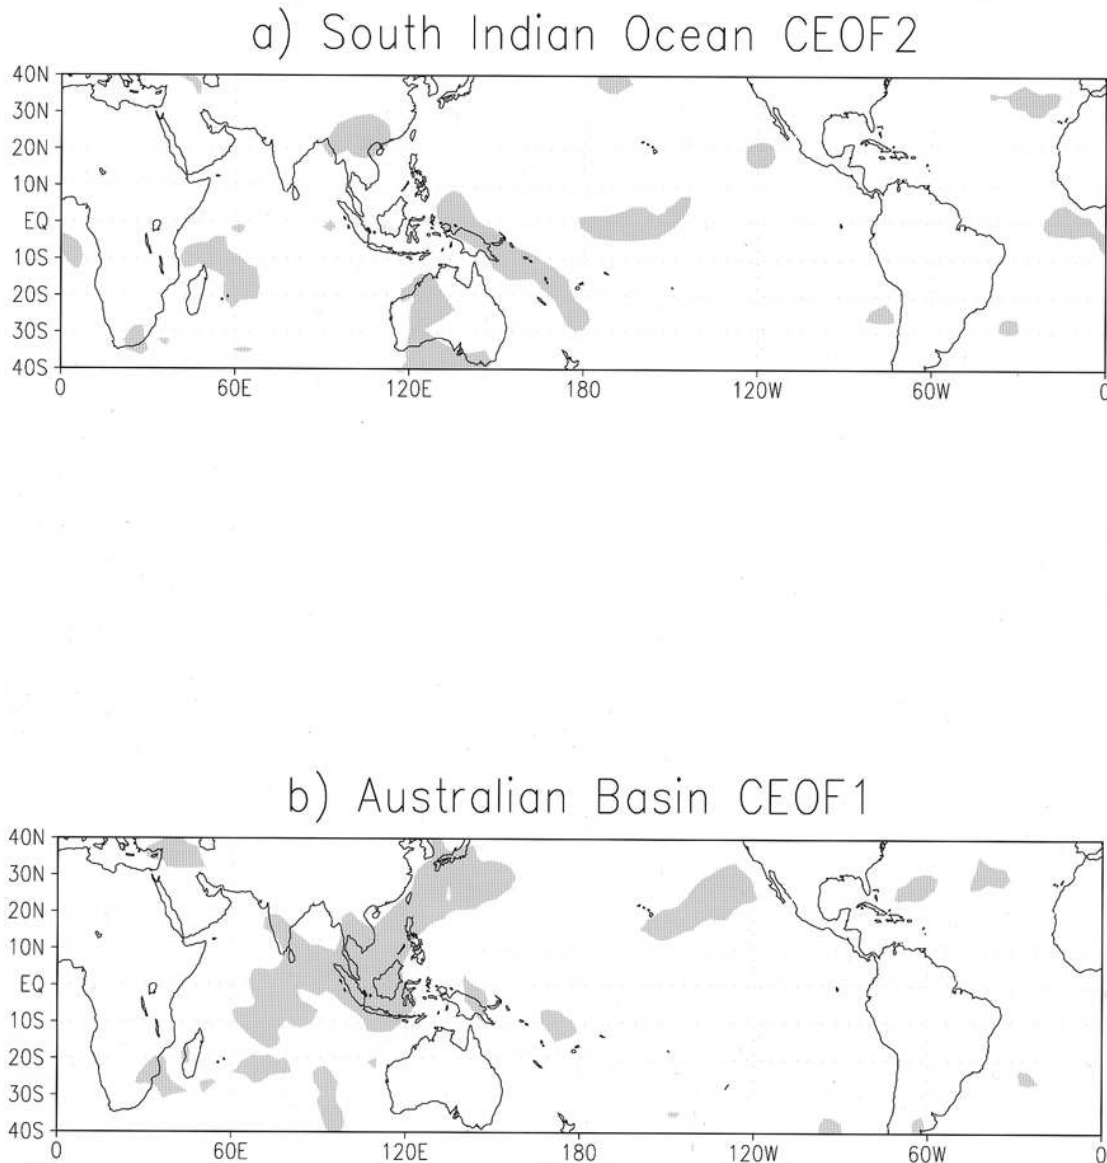 a) South Indian Ocean CEOF2
40N
30N
20N
10N
EQ
10S
20S
30S
40S
0 60E 120E 180 120W 60W 0
b) Australian Basin CEOF1
40N
30N
20N
10N
EQ
10S
20S
30S
40S
0 60E 120E 180 120W 60W 0